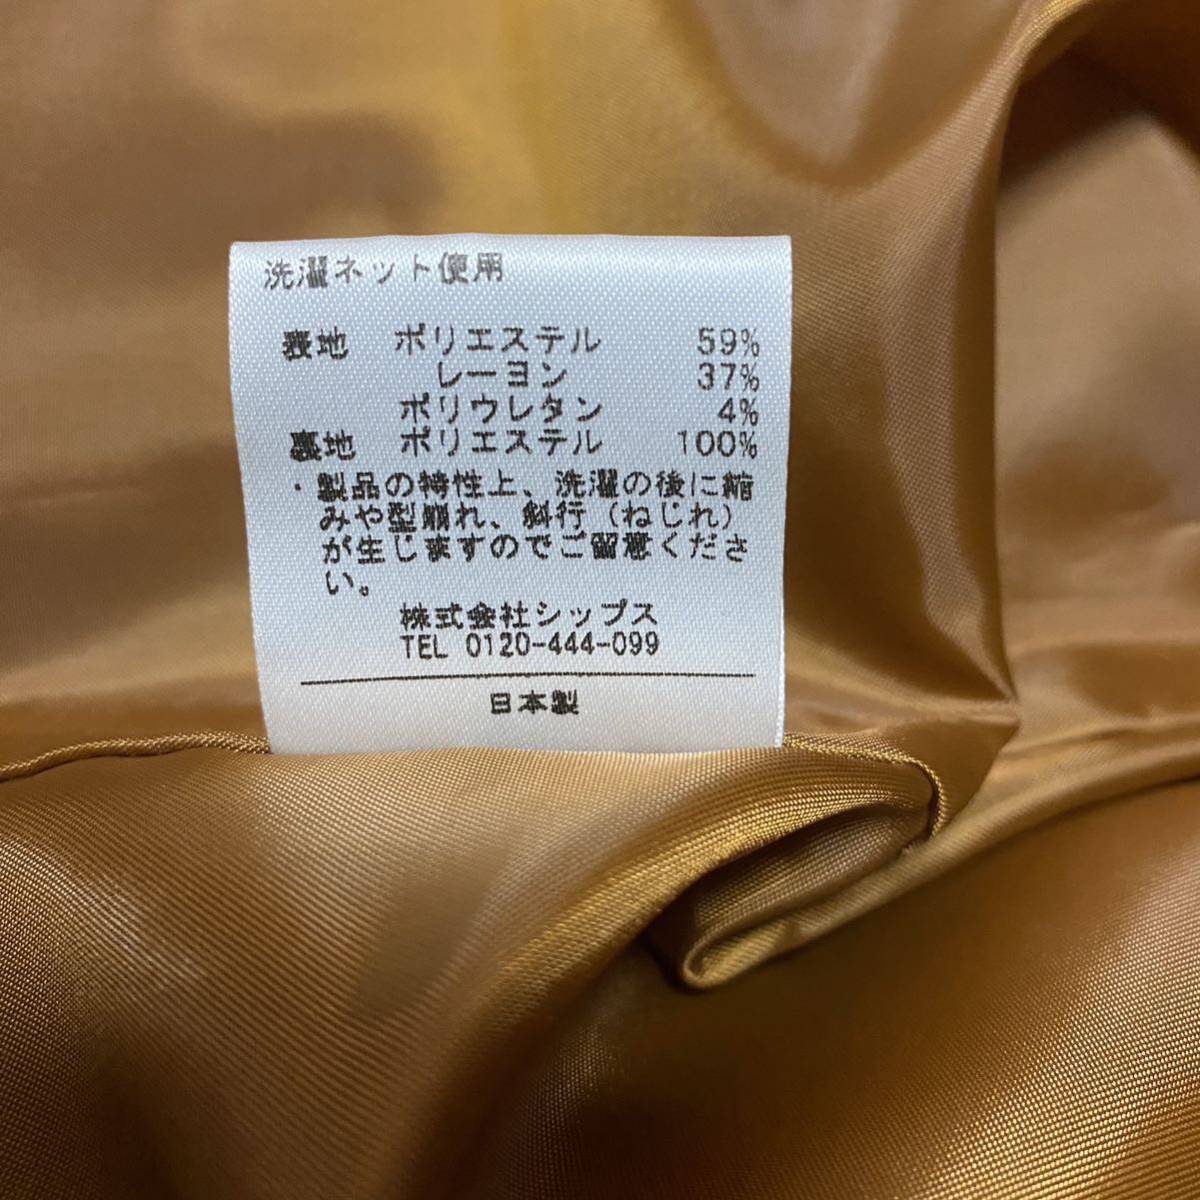 洗濯ネット使用
表地 ポリエステル 59%
レーヨン 37%
ポリウレタン 4%
裏地 ポリエステル 100%
・製品の特性上、洗濯の後に縮
みや型崩れ、斜行（ねじれ）
が生じますのでご留意くださ
い。
株式会社シップス
TEL 0120-444-099
日本製